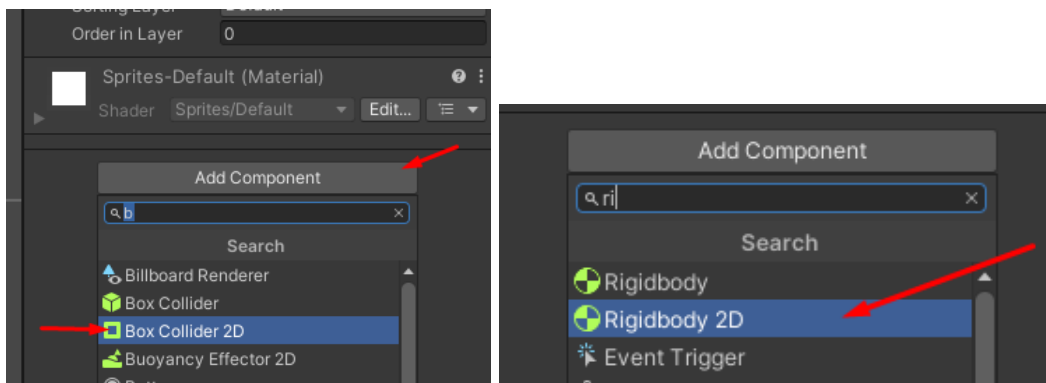 Order in Layer 0
Sprites-Default (Material)
Shader Sprites/Default Edit...
Add Component
b
Search
Billboard Renderer
Box Collider
Box Collider 2D
Buoyancy Effector 2D
Add Component
ri
Search
Rigidbody
Rigidbody 2D
Event Trigger